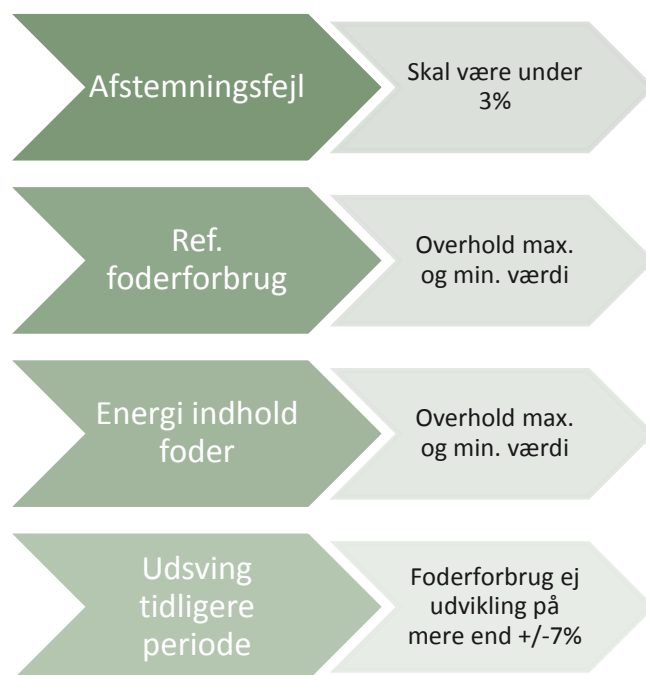 Afstemningsfejl
Skal være under
3%
Ref.
foderforbrug
Overhold max.
og min. værdi
Energi indhold
foder
Overhold max.
og min. værdi
Udsving
tidligere
periode
Foderforbrug ej
udvikling på
mere end +/-7%